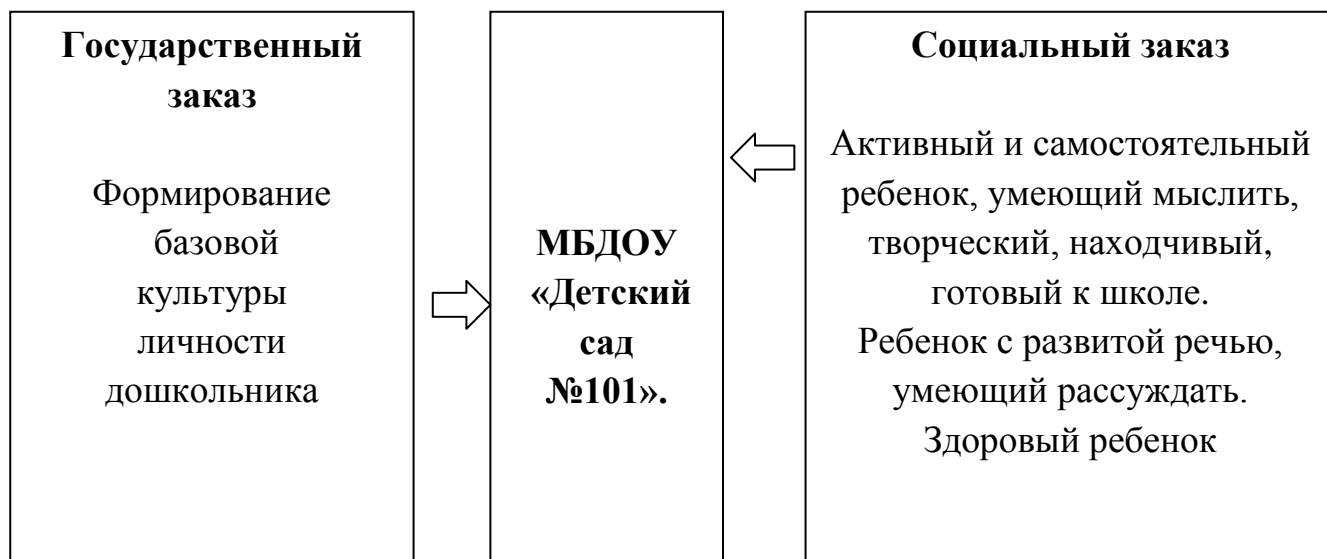 Государственный
заказ
Формирование
базовой
культуры
личности
дошкольника
МБДОУ
«Детский
сад
№101».
Социальный заказ
Активный и самостоятельный
ребенок, умеющий мыслить,
творческий, находчивый,
готовый к школе.
Ребенок с развитой речью,
умеющий рассуждать.
Здоровый ребенок